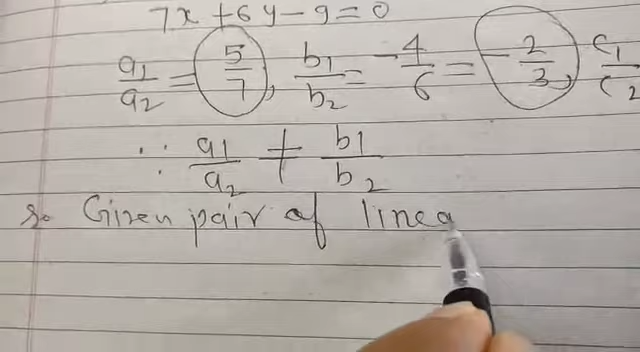 7x + 6y - 9 = 0
a₁/a₂ = 5/7, b₁/b₂ = -4/6 = -2/3, c₁/c₂
∵ a₁/a₂ ≠ b₁/b₂
So Given pair of linea